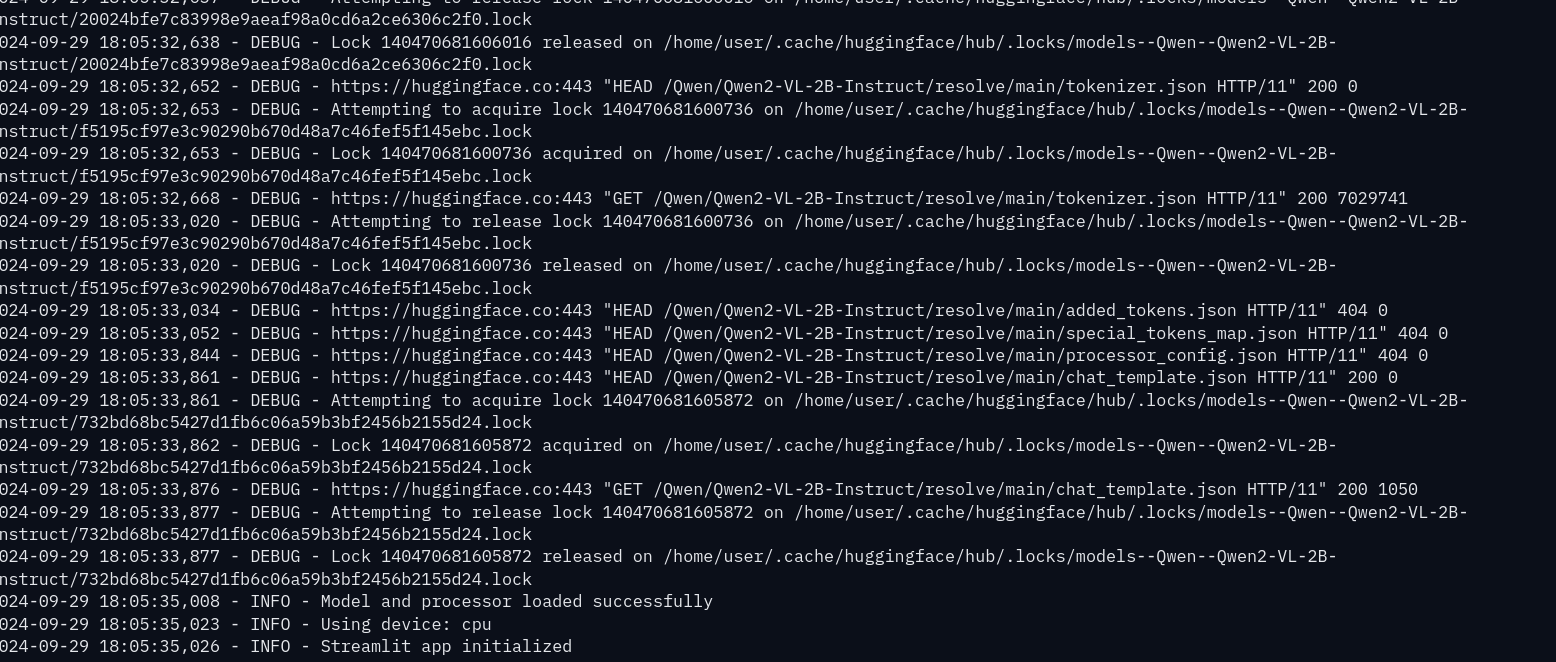 nstruct/20024bfe7c83998e9aeaf98a0cd6a2ce6306c2f0.lock
024-09-29 18:05:32,638 - DEBUG - Lock 140470681606016 released on /home/user/.cache/huggingface/hub/.locks/models--Qwen--Qwen2-VL-2B-
nstruct/20024bfe7c83998e9aeaf98a0cd6a2ce6306c2f0.lock
024-09-29 18:05:32,652 - DEBUG - https://huggingface.co:443 "HEAD /Qwen/Qwen2-VL-2B-Instruct/resolve/main/tokenizer.json HTTP/11" 200 0
024-09-29 18:05:32,653 - DEBUG - Attempting to acquire lock 140470681600736 on /home/user/.cache/huggingface/hub/.locks/models--Qwen--Qwen2-VL-2B-
nstruct/f5195cf97e3c90290b670d48a7c46fef5f145ebc.lock
024-09-29 18:05:32,653 - DEBUG - Lock 140470681600736 acquired on /home/user/.cache/huggingface/hub/.locks/models--Qwen--Qwen2-VL-2B-
nstruct/f5195cf97e3c90290b670d48a7c46fef5f145ebc.lock
024-09-29 18:05:32,668 - DEBUG - https://huggingface.co:443 "GET /Qwen/Qwen2-VL-2B-Instruct/resolve/main/tokenizer.json HTTP/11" 200 7029741
024-09-29 18:05:33,020 - DEBUG - Attempting to release lock 140470681600736 on /home/user/.cache/huggingface/hub/.locks/models--Qwen--Qwen2-VL-2B-
nstruct/f5195cf97e3c90290b670d48a7c46fef5f145ebc.lock
024-09-29 18:05:33,020 - DEBUG - Lock 140470681600736 released on /home/user/.cache/huggingface/hub/.locks/models--Qwen--Qwen2-VL-2B-
nstruct/f5195cf97e3c90290b670d48a7c46fef5f145ebc.lock
024-09-29 18:05:33,034 - DEBUG - https://huggingface.co:443 "HEAD /Qwen/Qwen2-VL-2B-Instruct/resolve/main/added_tokens.json HTTP/11" 404 0
024-09-29 18:05:33,052 - DEBUG - https://huggingface.co:443 "HEAD /Qwen/Qwen2-VL-2B-Instruct/resolve/main/special_tokens_map.json HTTP/11" 404 0
024-09-29 18:05:33,844 - DEBUG - https://huggingface.co:443 "HEAD /Qwen/Qwen2-VL-2B-Instruct/resolve/main/processor_config.json HTTP/11" 404 0
024-09-29 18:05:33,861 - DEBUG - https://huggingface.co:443 "HEAD /Qwen/Qwen2-VL-2B-Instruct/resolve/main/chat_template.json HTTP/11" 200 0
024-09-29 18:05:33,861 - DEBUG - Attempting to acquire lock 140470681605872 on /home/user/.cache/huggingface/hub/.locks/models--Qwen--Qwen2-VL-2B-
nstruct/732bd68bc5427d1fb6c06a59b3bf2456b2155d24.lock
024-09-29 18:05:33,862 - DEBUG - Lock 140470681605872 acquired on /home/user/.cache/huggingface/hub/.locks/models--Qwen--Qwen2-VL-2B-
nstruct/732bd68bc5427d1fb6c06a59b3bf2456b2155d24.lock
024-09-29 18:05:33,876 - DEBUG - https://huggingface.co:443 "GET /Qwen/Qwen2-VL-2B-Instruct/resolve/main/chat_template.json HTTP/11" 200 1050
024-09-29 18:05:33,877 - DEBUG - Attempting to release lock 140470681605872 on /home/user/.cache/huggingface/hub/.locks/models--Qwen--Qwen2-VL-2B-
nstruct/732bd68bc5427d1fb6c06a59b3bf2456b2155d24.lock
024-09-29 18:05:33,877 - DEBUG - Lock 140470681605872 released on /home/user/.cache/huggingface/hub/.locks/models--Qwen--Qwen2-VL-2B-
nstruct/732bd68bc5427d1fb6c06a59b3bf2456b2155d24.lock
024-09-29 18:05:35,008 - INFO - Model and processor loaded successfully
024-09-29 18:05:35,023 - INFO - Using device: cpu
024-09-29 18:05:35,026 - INFO - Streamlit app initialized